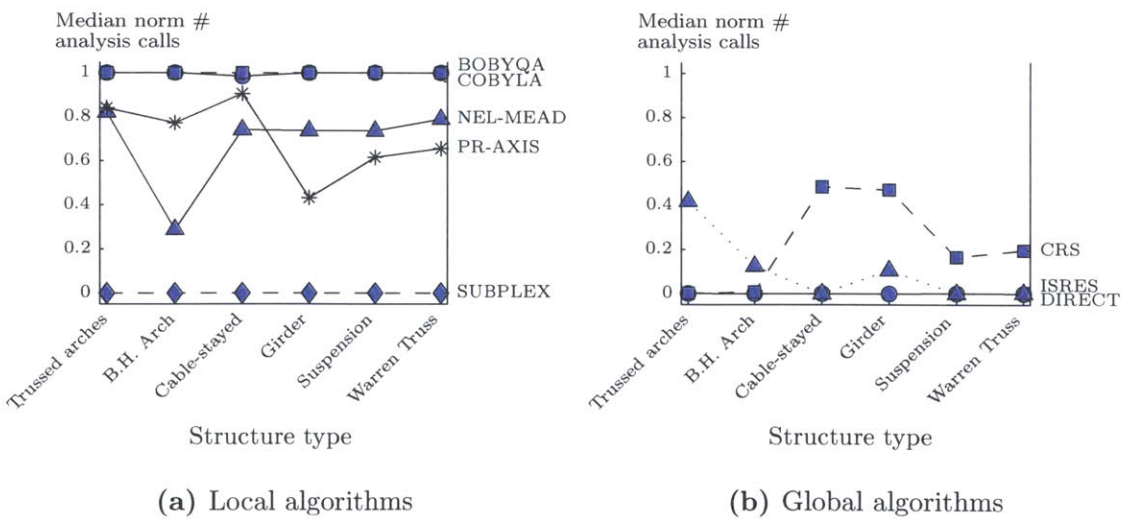 Median norm #
analysis calls
1
0.8
0.6
0.4
0.2
0
BOBYQA
COBYLA
NEL-MEAD
PR-AXIS
SUBPLEX
Trussed arches
B.H. Arch
Cable-stayed
Girder
Suspension
Warren Truss
Structure type
(a) Local algorithms
Median norm #
analysis calls
1
0.8
0.6
0.4
0.2
0
CRS
ISRES
DIRECT
Trussed arches
B.H. Arch
Cable-stayed
Girder
Suspension
Warren Truss
Structure type
(b) Global algorithms